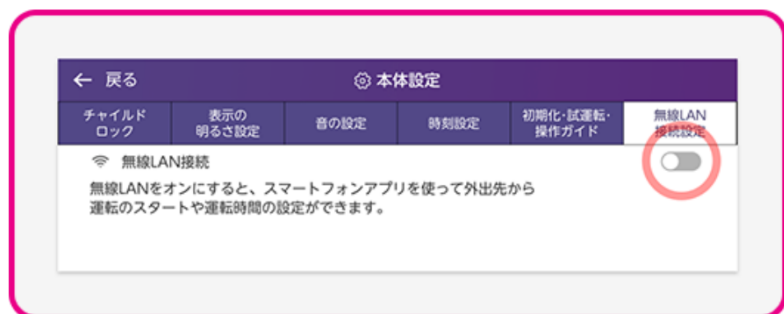 ← 戻る
本体設定
チャイルド
ロック
表示の
明るさ設定
音の設定
時刻設定
初期化・試運転・
操作ガイド
無線LAN
接続設定
無線LAN接続
無線LANをオンにすると、スマートフォンアプリを使って外出先から
運転のスタートや運転時間の設定ができます。